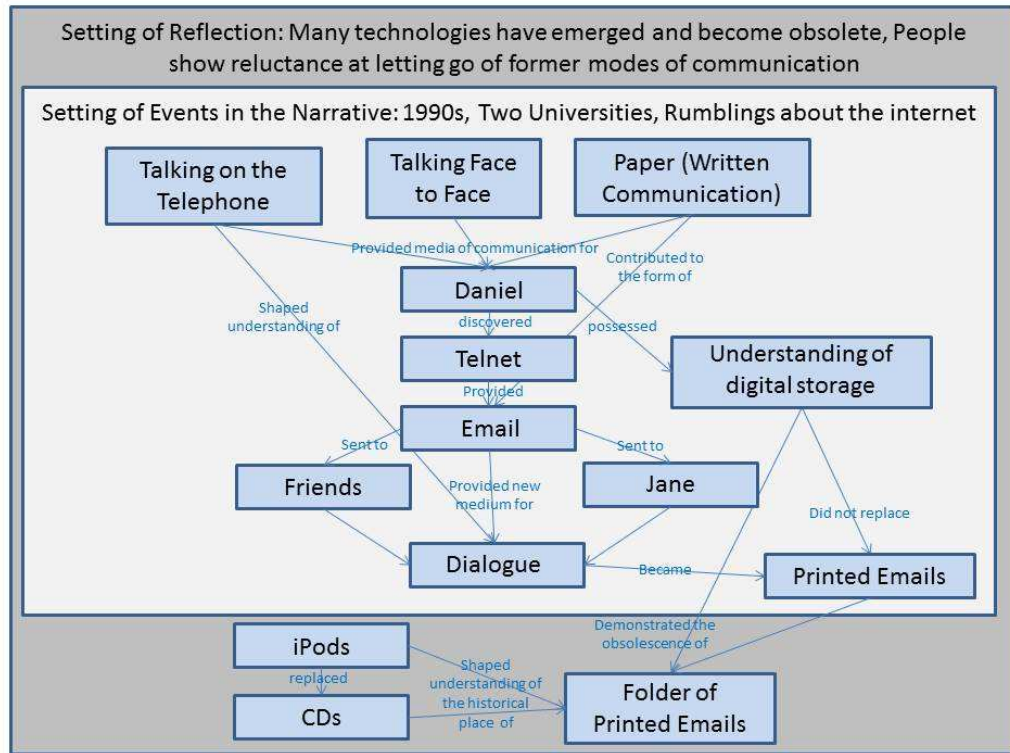 Setting of Reflection: Many technologies have emerged and become obsolete, People
show reluctance at letting go of former modes of communication
Setting of Events in the Narrative: 1990s, Two Universities, Rumblings about the internet
Talking on the
Telephone
Talking Face
to Face
Paper (Written
Communication)
Provided media of communication for
Contributed to
the form of
Daniel
Shaped
understanding of
discovered
possessed
Telnet
Understanding of
digital storage
Provided
Email
Sent to
Sent to
Friends
Provided new
medium for
Jane
Did not replace
Dialogue
Became
Printed Emails
Demonstrated the
obsolescence of
iPods
replaced
Shaped
understanding of
the historical
place of
CDs
Folder of
Printed Emails